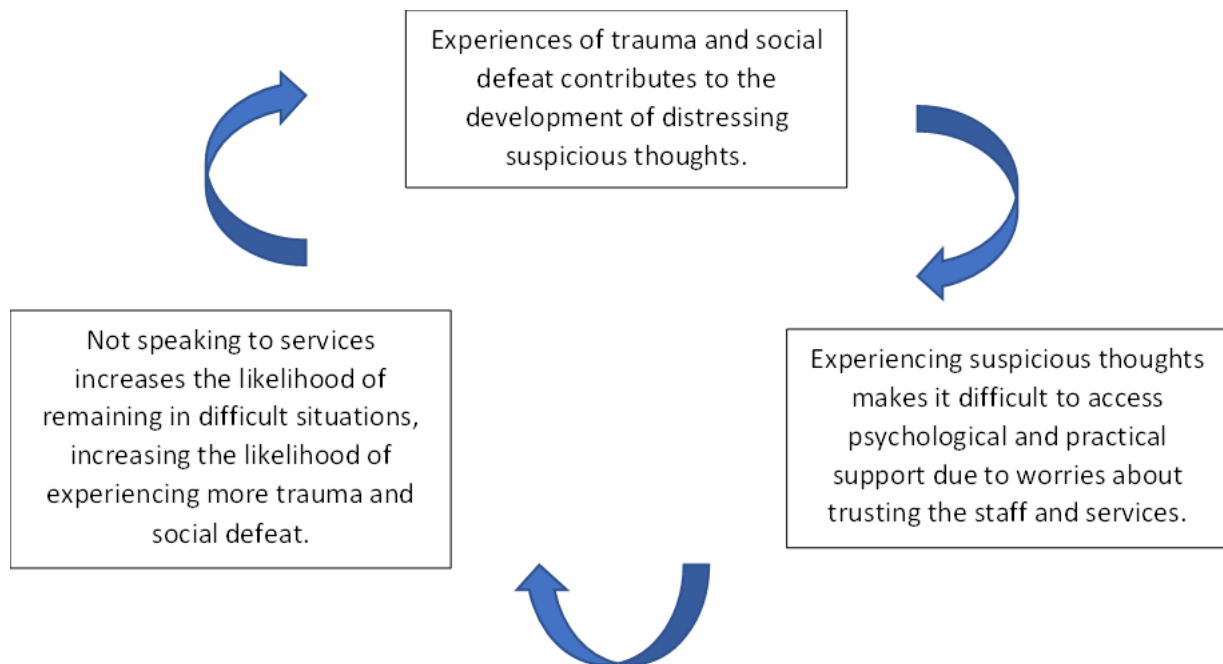 Experiences of trauma and social
defeat contributes to the
development of distressing
suspicious thoughts.
Experiencing suspicious thoughts
makes it difficult to access
psychological and practical
support due to worries about
trusting the staff and services.
Not speaking to services
increases the likelihood of
remaining in difficult situations,
increasing the likelihood of
experiencing more trauma and
social defeat.